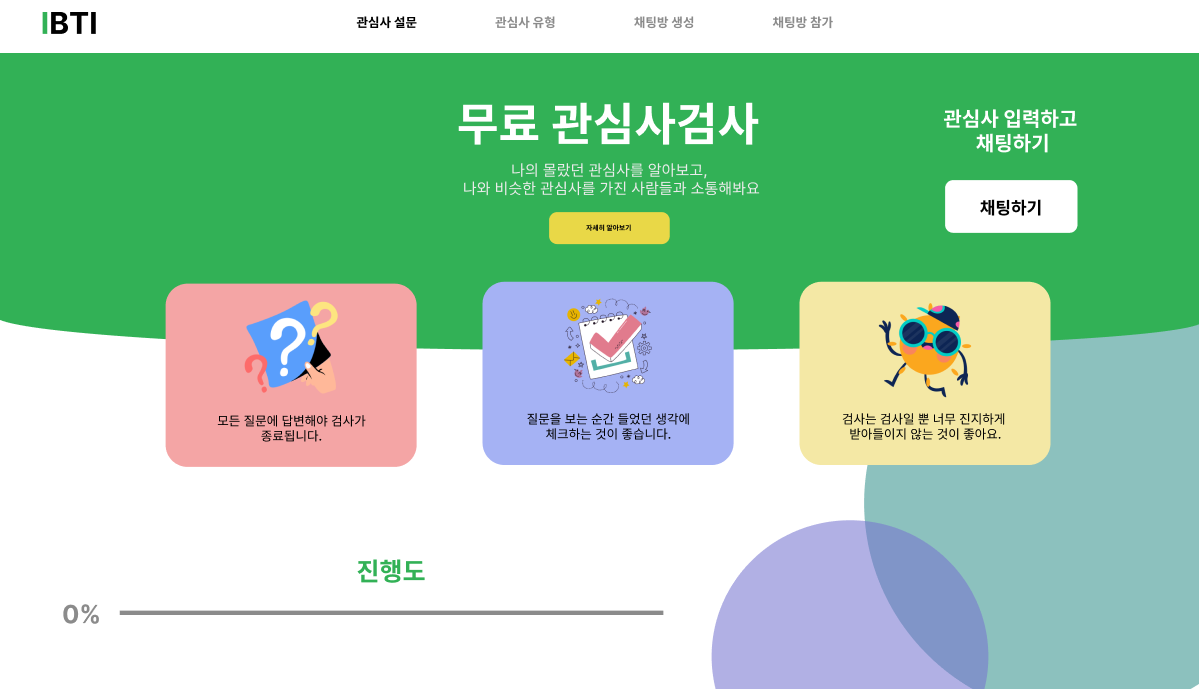 IBTI
관심사 설문
관심사 유형
채팅방 생성
채팅방 참가
무료 관심사검사
나의 몰랐던 관심사를 알아보고,
나와 비슷한 관심사를 가진 사람들과 소통해봐요
자세히 알아보기
관심사 입력하고
채팅하기
채팅하기
모든 질문에 답변해야 검사가
종료됩니다.
질문을 보는 순간 들었던 생각에
체크하는 것이 좋습니다.
검사는 검사일 뿐 너무 진지하게
받아들이지 않는 것이 좋아요.
진행도
0%